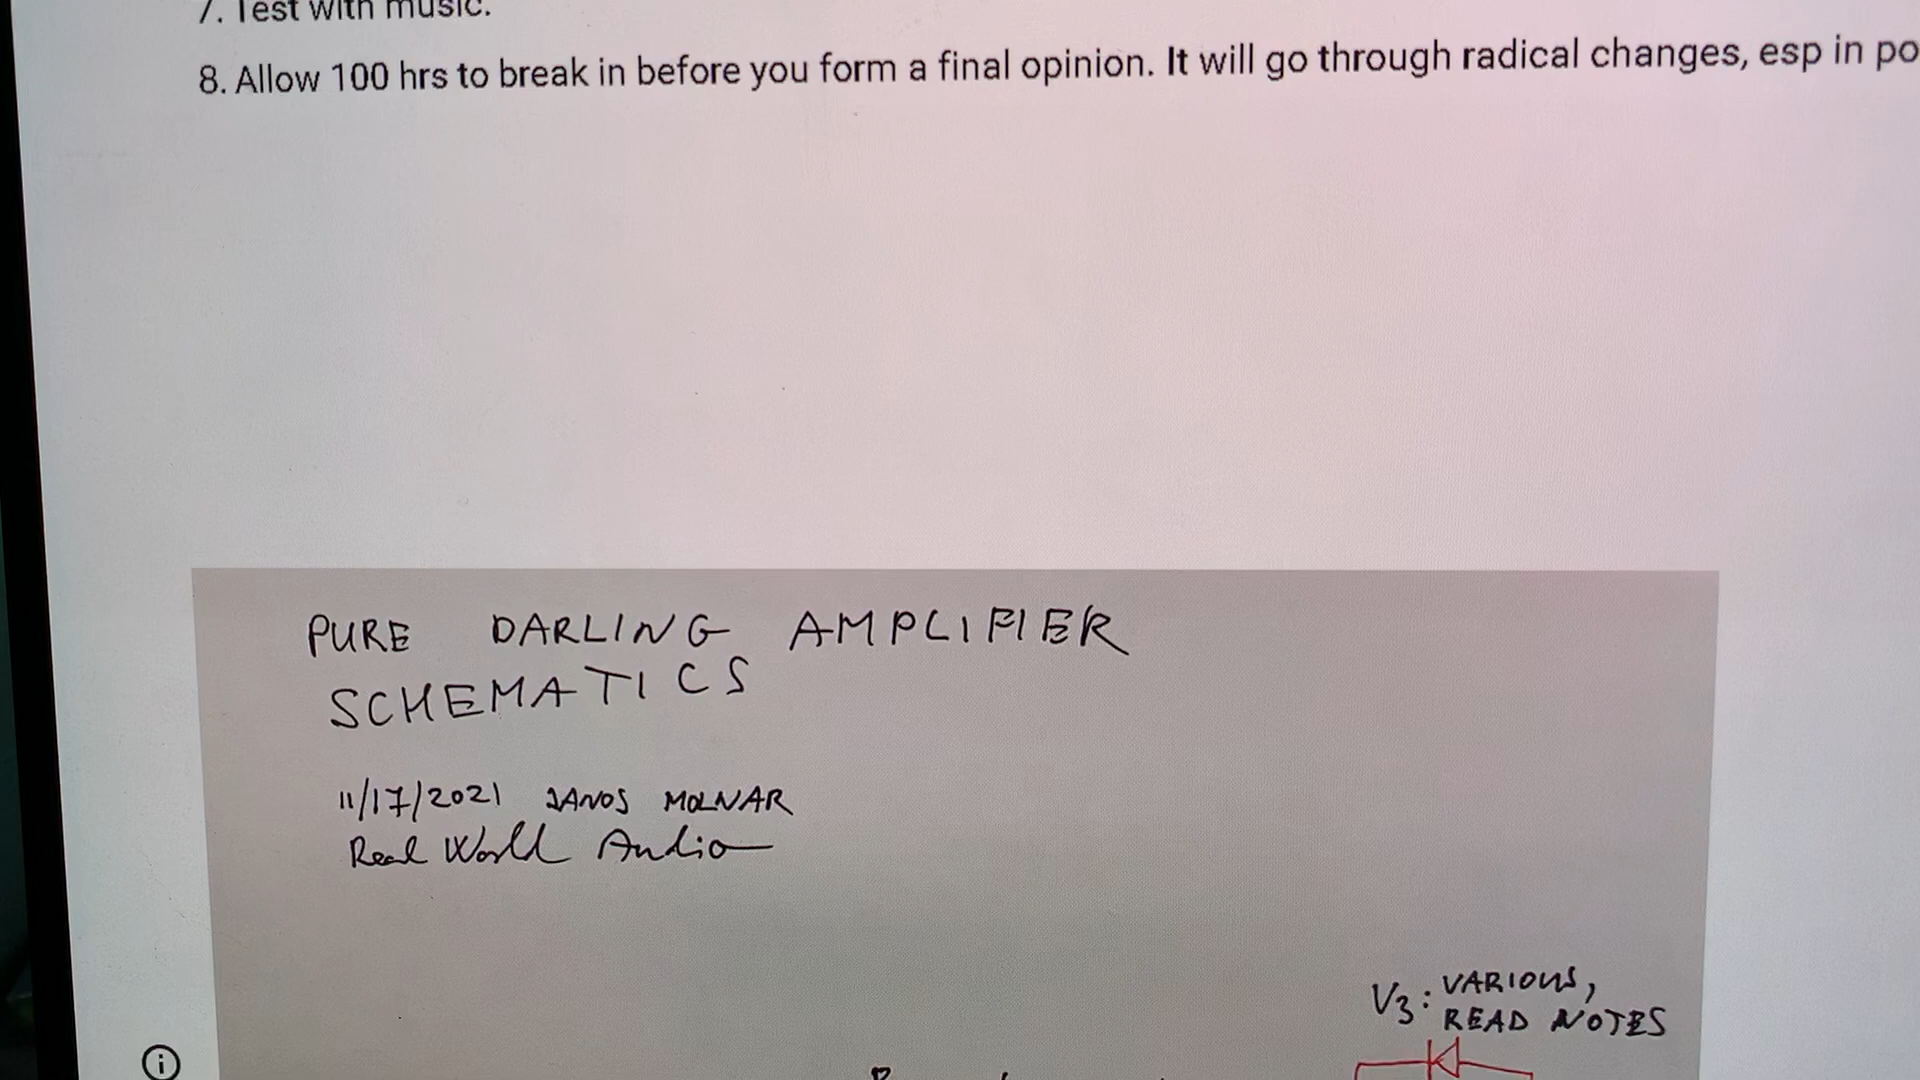 7. Test with music.
8. Allow 100 hrs to break in before you form a final opinion. It will go through radical changes, esp in po
PURE DARLING AMPLIFIER
SCHEMATICS
11/17/2021 JANOS MOLNAR
Real World Audio
V3: VARIOUS,
READ NOTES